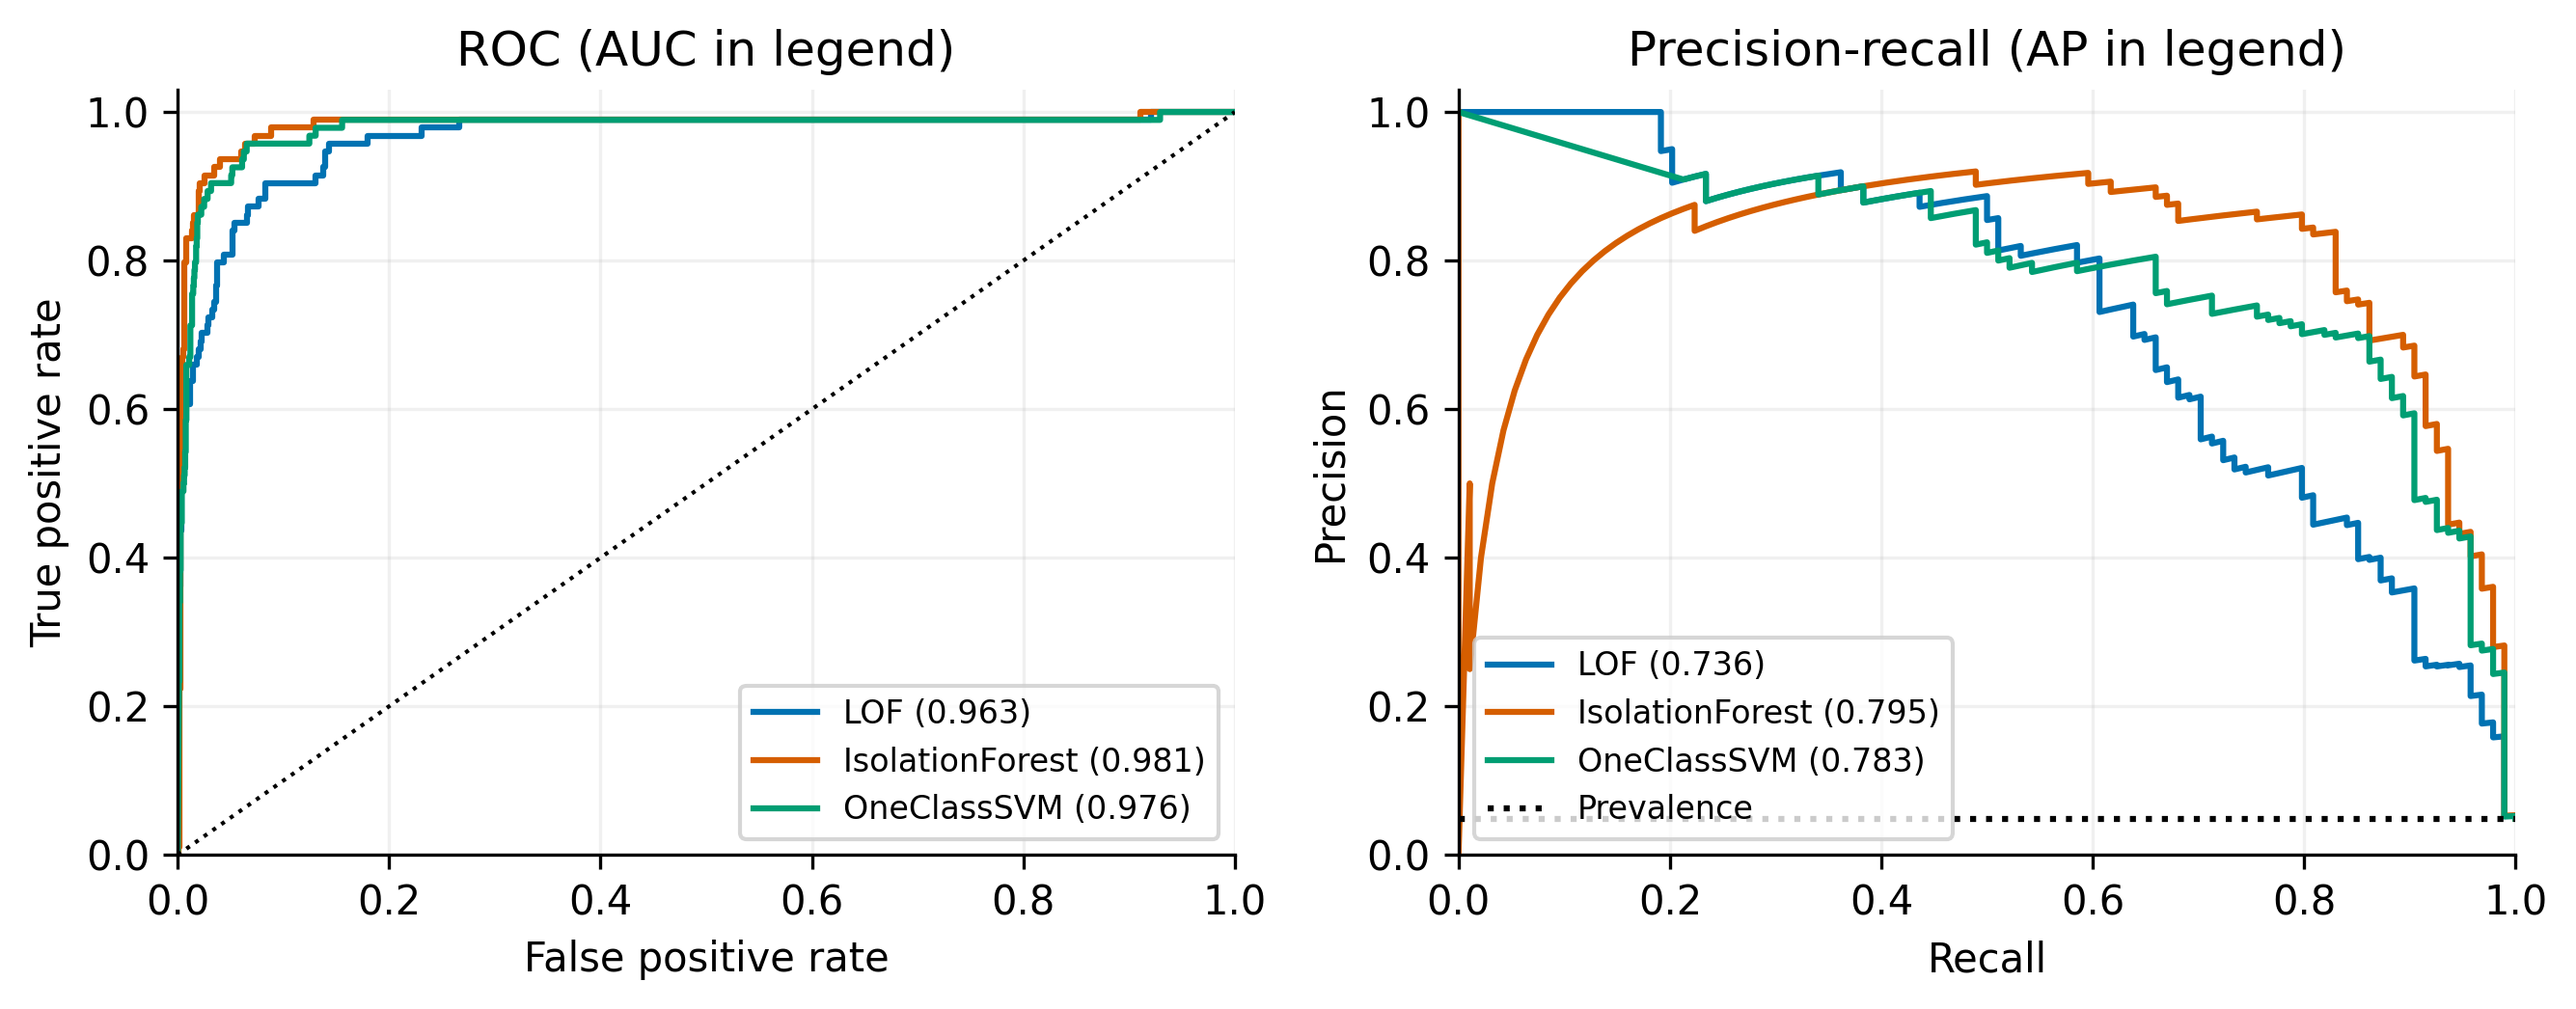 ROC (AUC in legend)
True positive rate
1.0
0.8
0.6
0.4
0.2
0.0
0.0 0.2 0.4 0.6 0.8 1.0
False positive rate
LOF (0.963)
IsolationForest (0.981)
OneClassSVM (0.976)
Precision-recall (AP in legend)
Precision
1.0
0.8
0.6
0.4
0.2
0.0
0.0 0.2 0.4 0.6 0.8 1.0
Recall
LOF (0.736)
IsolationForest (0.795)
OneClassSVM (0.783)
Prevalence